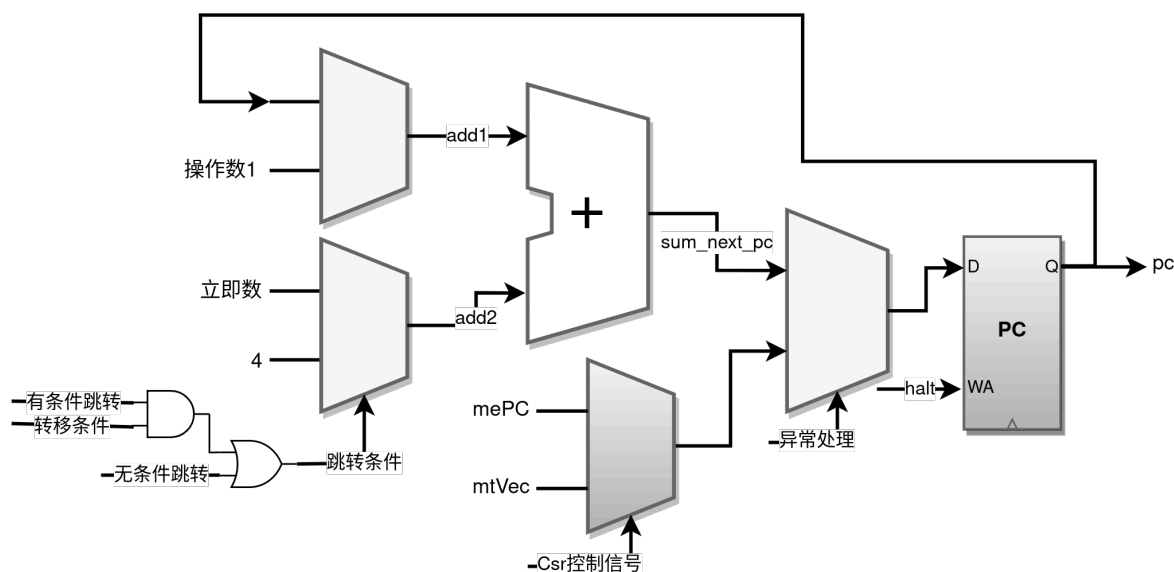 操作数1
add1
立即数
4
add2
+
sum_next_pc
D
Q
pc
PC
halt
WA
有条件跳转
转移条件
无条件跳转
跳转条件
mePC
mtVec
异常处理
Csr控制信号